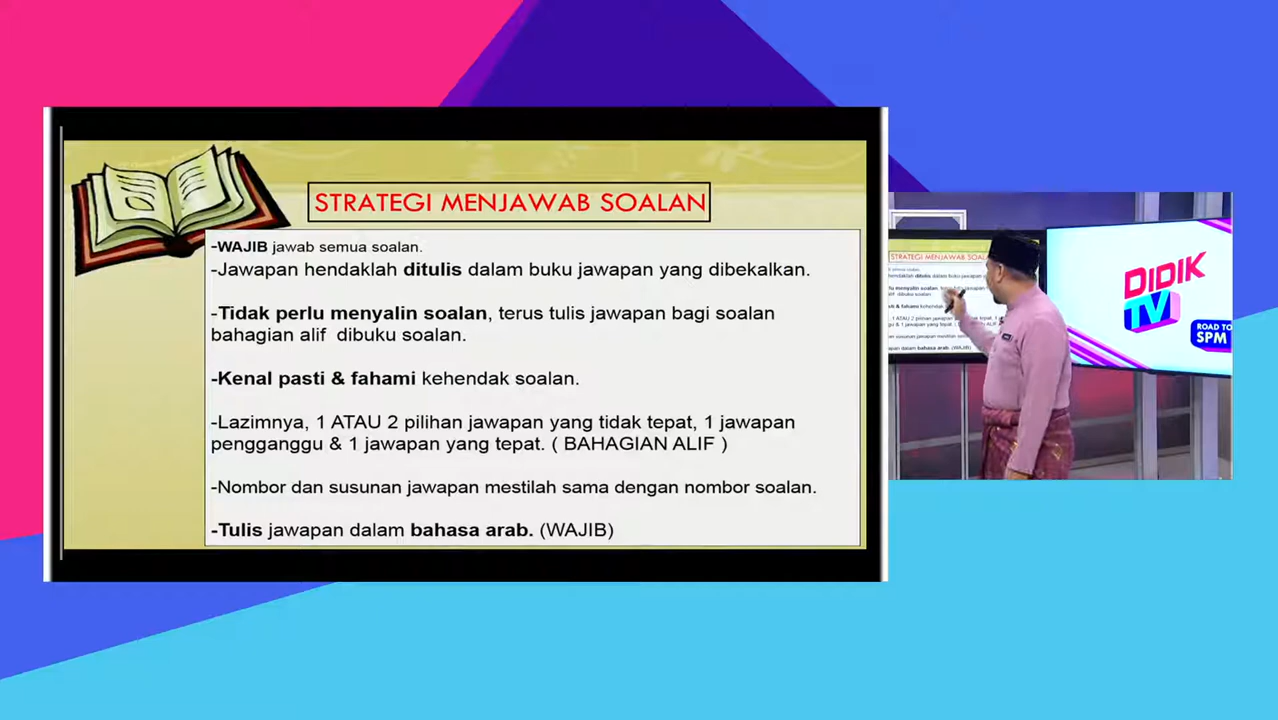 STRATEGI MENJAWAB SOALAN
-WAJIB jawab semua soalan.
-Jawapan hendaklah ditulis dalam buku jawapan yang dibekalkan.
-Tidak perlu menyalin soalan, terus tulis jawapan bagi soalan
bahagian alif dibuku soalan.
-Kenal pasti & fahami kehendak soalan.
-Lazimnya, 1 ATAU 2 pilihan jawapan yang tidak tepat, 1 jawapan
pengganggu & 1 jawapan yang tepat. ( BAHAGIAN ALIF )
-Nombor dan susunan jawapan mestilah sama dengan nombor soalan.
-Tulis jawapan dalam bahasa arab. (WAJIB)
STRATEGI MENJAWAB
DIDIK
TV
ROAD TO
SPM